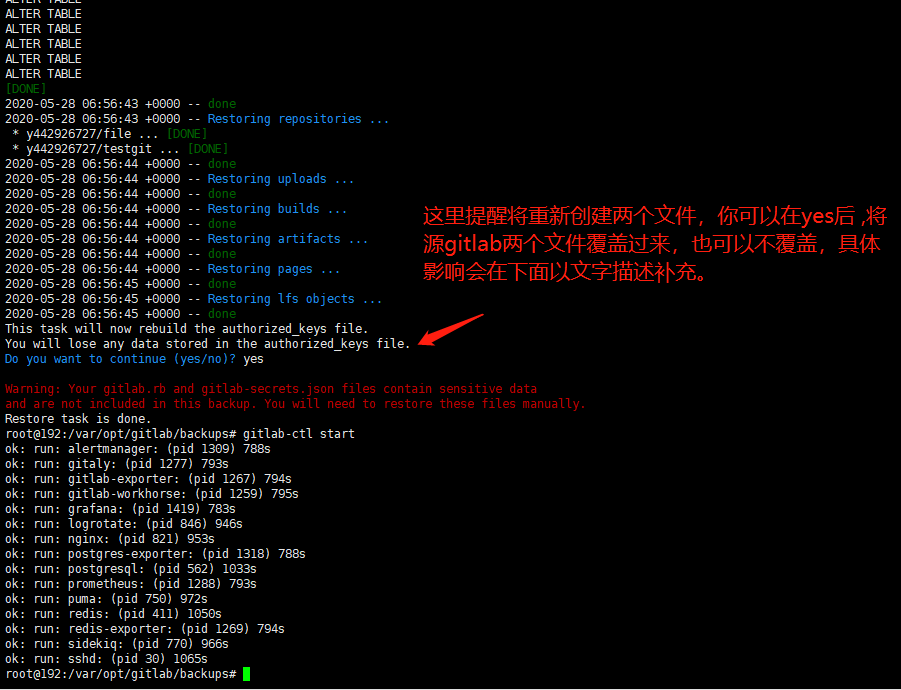 ALTER TABLE
ALTER TABLE
ALTER TABLE
ALTER TABLE
ALTER TABLE
ALTER TABLE
[DONE]
2020-05-28 06:56:43 +0000 -- done
2020-05-28 06:56:43 +0000 -- Restoring repositories ...
 * y442926727/file ... [DONE]
 * y442926727/testgit ... [DONE]
2020-05-28 06:56:44 +0000 -- done
2020-05-28 06:56:44 +0000 -- Restoring uploads ...
2020-05-28 06:56:44 +0000 -- done
2020-05-28 06:56:44 +0000 -- Restoring builds ...
2020-05-28 06:56:44 +0000 -- done
2020-05-28 06:56:44 +0000 -- Restoring artifacts ...
2020-05-28 06:56:44 +0000 -- done
2020-05-28 06:56:44 +0000 -- Restoring pages ...
2020-05-28 06:56:45 +0000 -- done
2020-05-28 06:56:45 +0000 -- Restoring lfs objects ...
2020-05-28 06:56:45 +0000 -- done
这里提醒将重新创建两个文件，你可以在yes后 ,将
源gitlab两个文件覆盖过来，也可以不覆盖，具体
影响会在下面以文字描述补充。
This task will now rebuild the authorized_keys file.
You will lose any data stored in the authorized_keys file.
Do you want to continue (yes/no)? yes
Warning: Your gitlab.rb and gitlab-secrets.json files contain sensitive data
and are not included in this backup. You will need to restore these files manually.
Restore task is done.
root@192:/var/opt/gitlab/backups# gitlab-ctl start
ok: run: alertmanager: (pid 1309) 788s
ok: run: gitaly: (pid 1277) 793s
ok: run: gitlab-exporter: (pid 1267) 794s
ok: run: gitlab-workhorse: (pid 1259) 795s
ok: run: grafana: (pid 1419) 783s
ok: run: logrotate: (pid 846) 946s
ok: run: nginx: (pid 821) 953s
ok: run: postgres-exporter: (pid 1318) 788s
ok: run: postgresql: (pid 562) 1033s
ok: run: prometheus: (pid 1288) 793s
ok: run: puma: (pid 750) 972s
ok: run: redis: (pid 411) 1050s
ok: run: redis-exporter: (pid 1269) 794s
ok: run: sidekiq: (pid 770) 966s
ok: run: sshd: (pid 30) 1065s
root@192:/var/opt/gitlab/backups#